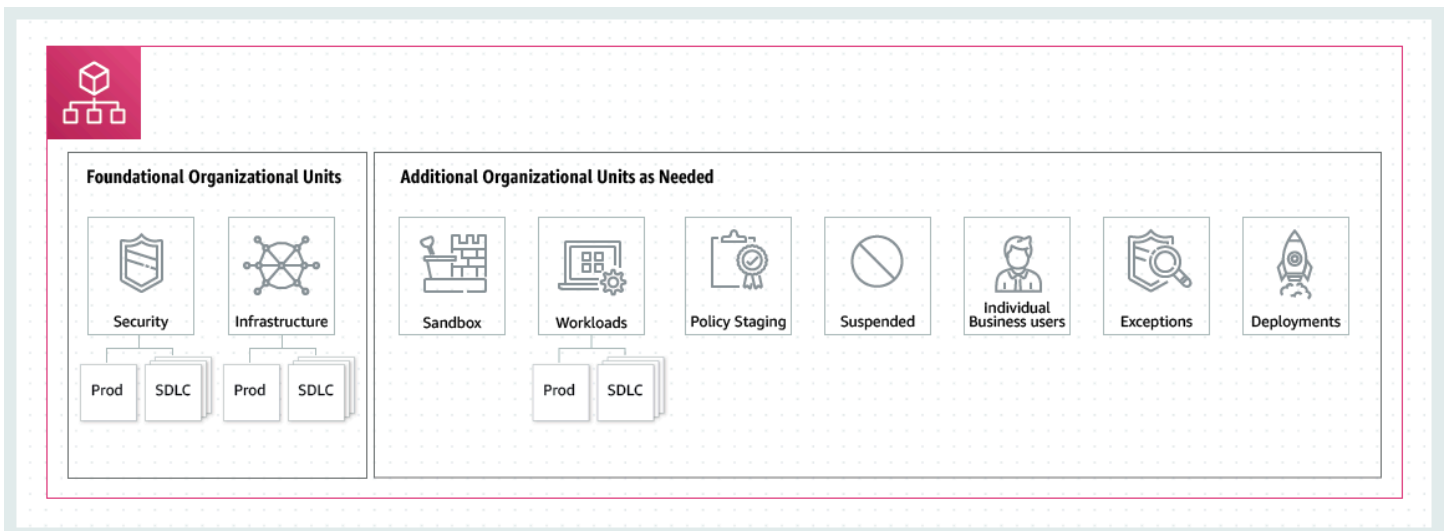 Foundational Organizational Units
Additional Organizational Units as Needed
Security
Infrastructure
Sandbox
Workloads
Policy Staging
Suspended
Individual
Business users
Exceptions
Deployments
Prod
SDLC
Prod
SDLC
Prod
SDLC